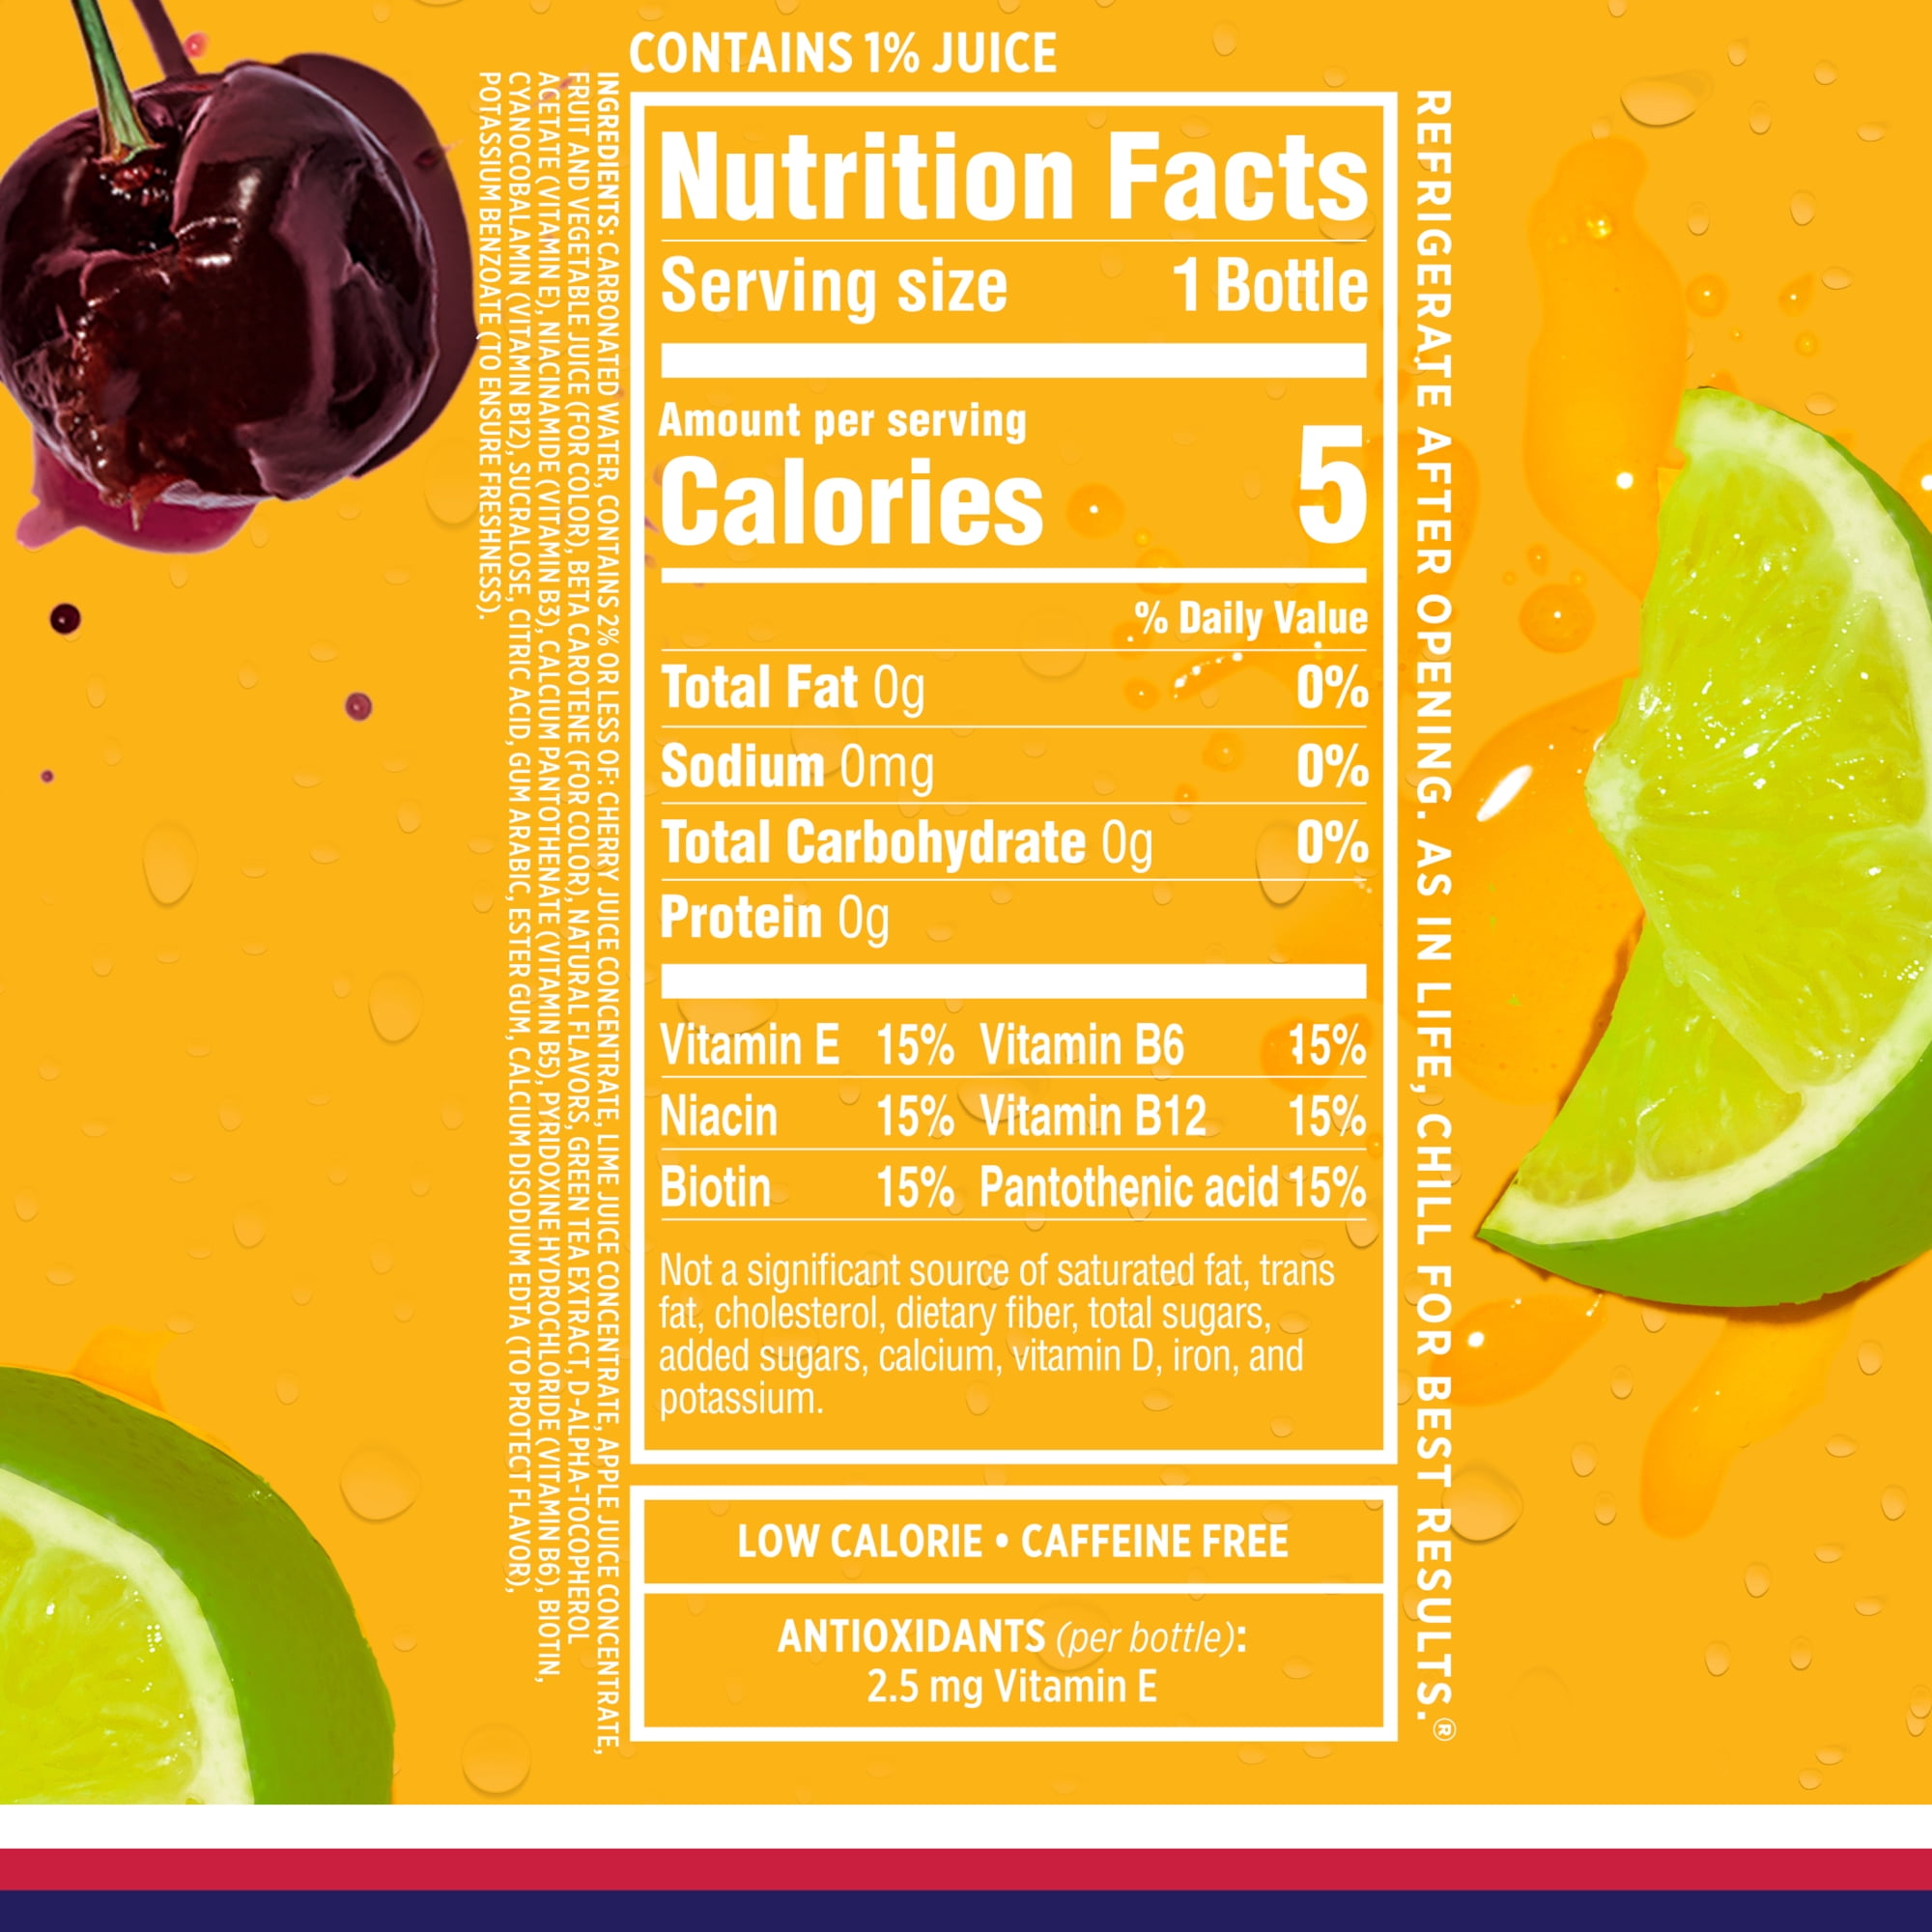 CONTAINS 1% JUICE
INGREDIENTS: CARBONATED WATER, CONTAINS 2% OR LESS OF: CHERRY JUICE CONCENTRATE, LIME JUICE CONCENTRATE, APPLE JUICE CONCENTRATE,
FRUIT AND VEGETABLE JUICE (FOR COLOR), BETA CAROTENE (FOR COLOR), NATURAL FLAVORS, GREEN TEA EXTRACT, D-ALPHA-TOCOPHEROL
ACETATE (VITAMIN E), NIACINAMIDE (VITAMIN B3), CALCIUM PANTOTHENATE (VITAMIN B5), PYRIDOXINE HYDROCHLORIDE (VITAMIN B6), BIOTIN,
CYANOCOBALAMIN (VITAMIN B12), SUCRALOSE, CITRIC ACID, GUM ARABIC, ESTER GUM, CALCIUM DISODIUM EDTA (TO PROTECT FLAVOR),
POTASSIUM BENZOATE (TO ENSURE FRESHNESS).
Nutrition Facts
Serving size 1 Bottle
Amount per serving
Calories 5
% Daily Value
Total Fat 0g 0%
Sodium 0mg 0%
Total Carbohydrate 0g 0%
Protein 0g
Vitamin E 15% Vitamin B6 15%
Niacin 15% Vitamin B12 15%
Biotin 15% Pantothenic acid 15%
Not a significant source of saturated fat, trans
fat, cholesterol, dietary fiber, total sugars,
added sugars, calcium, vitamin D, iron, and
potassium.
LOW CALORIE • CAFFEINE FREE
ANTIOXIDANTS (per bottle):
2.5 mg Vitamin E
REFRIGERATE AFTER OPENING. AS IN LIFE, CHILL FOR BEST RESULTS.®